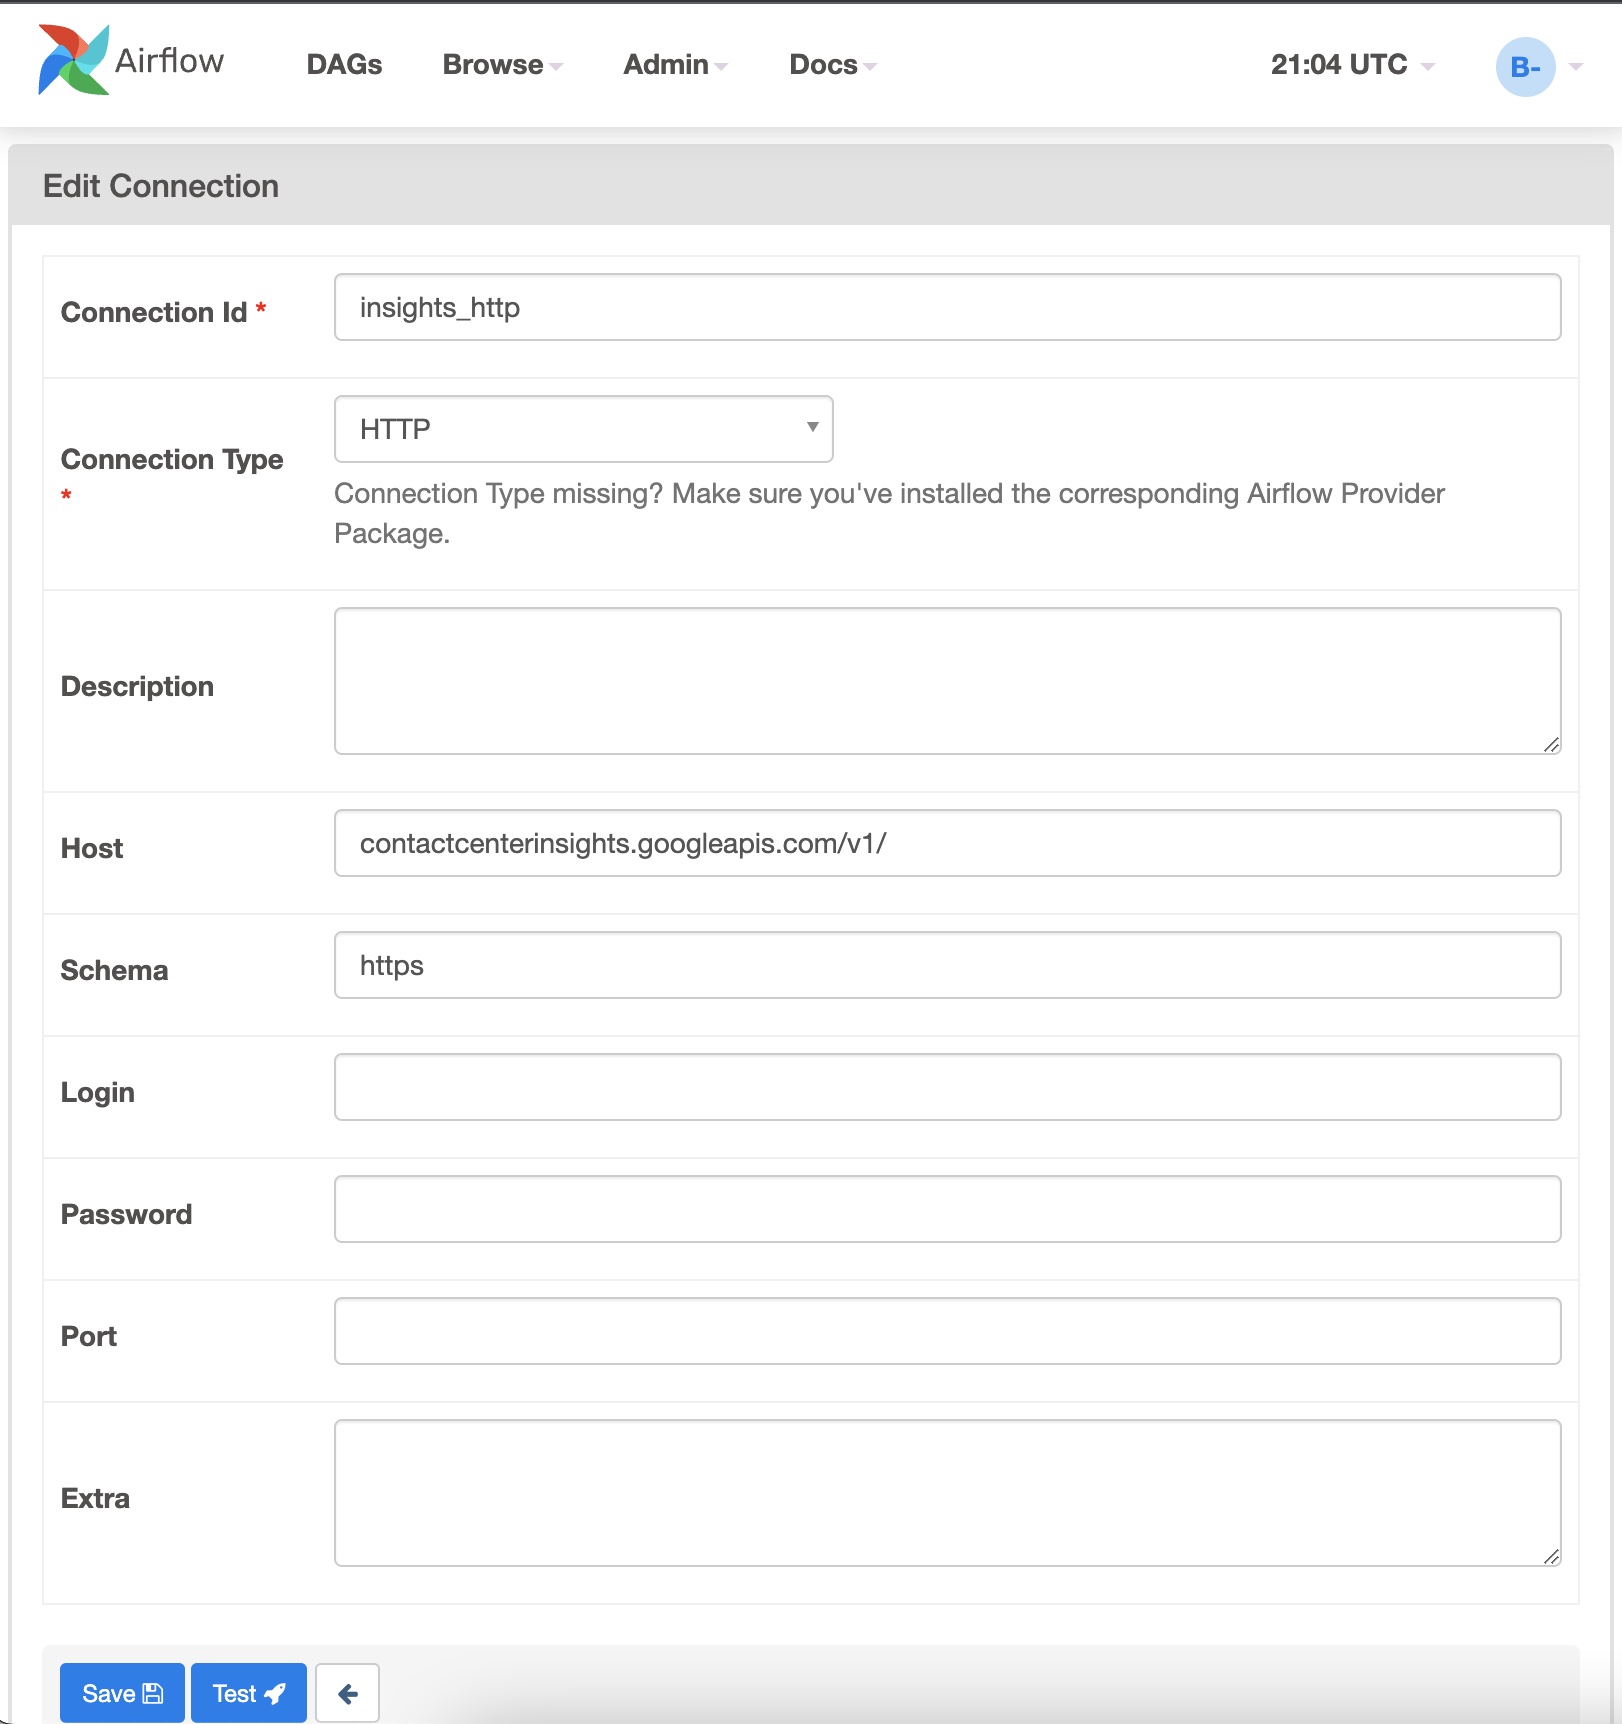 Airflow DAGs Browse Admin Docs 21:04 UTC B-
Edit Connection
Connection Id * insights_http
Connection Type * HTTP
Connection Type missing? Make sure you've installed the corresponding Airflow Provider
Package.
Description
Host contactcenterinsights.googleapis.com/v1/
Schema https
Login
Password
Port
Extra
Save Test